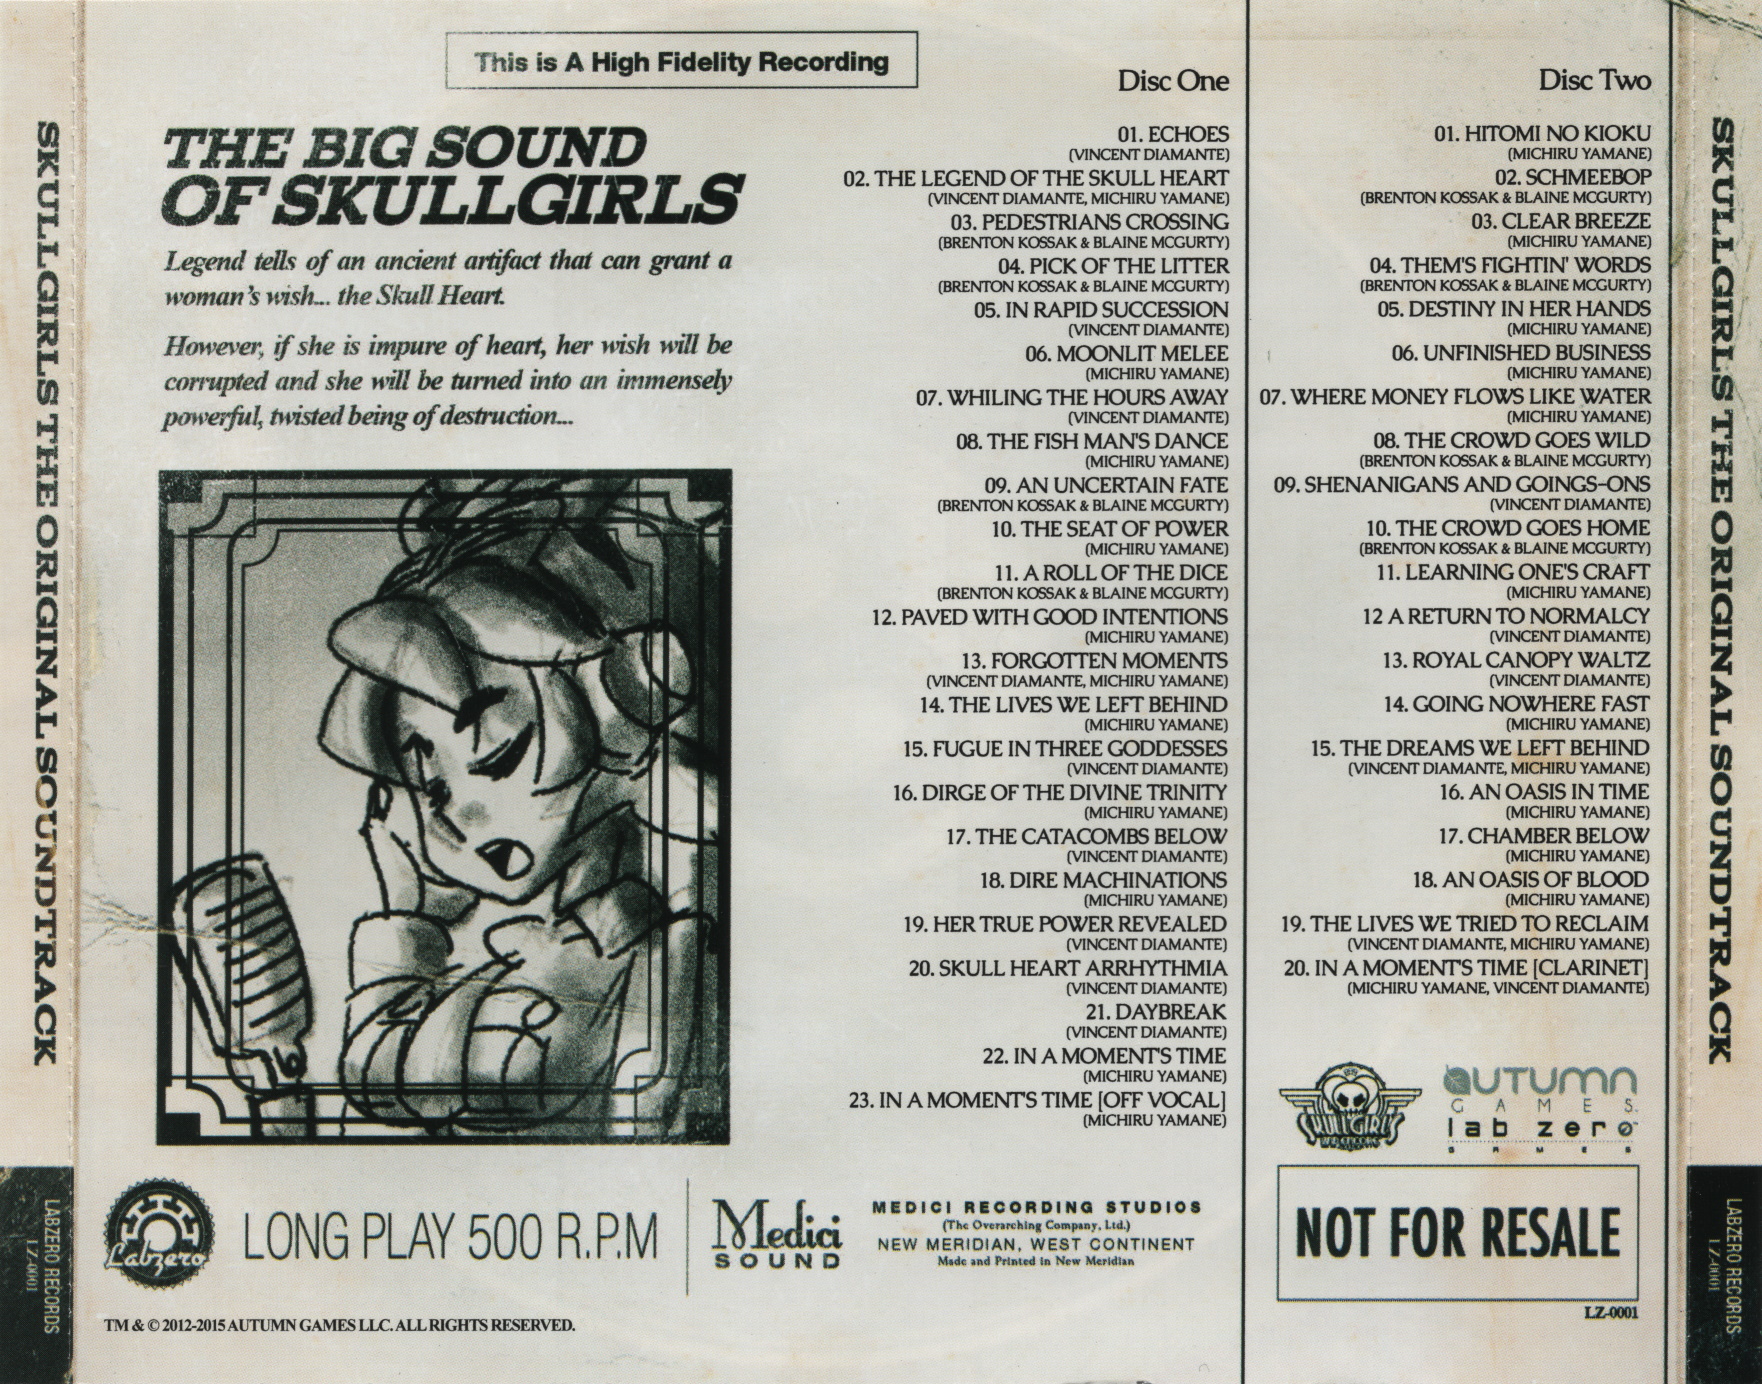 SKULLGIRLS THE ORIGINAL SOUNDTRACK
LABZERO RECORDS
LZ-0001
This is A High Fidelity Recording
THE BIG SOUND
OF SKULLGIRLS
Legend tells of an ancient artifact that can grant a
woman's wish... the Skull Heart.
However, if she is impure of heart, her wish will be
corrupted and she will be turned into an immensely
powerful, twisted being of destruction...
Disc One
01. ECHOES
(VINCENT DIAMANTE)
02. THE LEGEND OF THE SKULL HEART
(VINCENT DIAMANTE, MICHIRU YAMANE)
03. PEDESTRIANS CROSSING
(BRENTON KOSSAK & BLAINE MCGURTY)
04. PICK OF THE LITTER
(BRENTON KOSSAK & BLAINE MCGURTY)
05. IN RAPID SUCCESSION
(VINCENT DIAMANTE)
06. MOONLIT MELEE
(MICHIRU YAMANE)
07. WHILING THE HOURS AWAY
(VINCENT DIAMANTE)
08. THE FISH MAN'S DANCE
(MICHIRU YAMANE)
09. AN UNCERTAIN FATE
(BRENTON KOSSAK & BLAINE MCGURTY)
10. THE SEAT OF POWER
(MICHIRU YAMANE)
11. A ROLL OF THE DICE
(BRENTON KOSSAK & BLAINE MCGURTY)
12. PAVED WITH GOOD INTENTIONS
(MICHIRU YAMANE)
13. FORGOTTEN MOMENTS
(VINCENT DIAMANTE, MICHIRU YAMANE)
14. THE LIVES WE LEFT BEHIND
(MICHIRU YAMANE)
15. FUGUE IN THREE GODDESSES
(VINCENT DIAMANTE)
16. DIRGE OF THE DIVINE TRINITY
(MICHIRU YAMANE)
17. THE CATACOMBS BELOW
(VINCENT DIAMANTE)
18. DIRE MACHINATIONS
(MICHIRU YAMANE)
19. HER TRUE POWER REVEALED
(VINCENT DIAMANTE)
20. SKULL HEART ARRHYTHMIA
(VINCENT DIAMANTE)
21. DAYBREAK
(VINCENT DIAMANTE)
22. IN A MOMENT'S TIME
(MICHIRU YAMANE)
23. IN A MOMENT'S TIME [OFF VOCAL]
(MICHIRU YAMANE)
Disc Two
01. HITOMI NO KIOKU
(MICHIRU YAMANE)
02. SCHMEEBOP
(BRENTON KOSSAK & BLAINE MCGURTY)
03. CLEAR BREEZE
(MICHIRU YAMANE)
04. THEM'S FIGHTIN' WORDS
(BRENTON KOSSAK & BLAINE MCGURTY)
05. DESTINY IN HER HANDS
(MICHIRU YAMANE)
06. UNFINISHED BUSINESS
(MICHIRU YAMANE)
07. WHERE MONEY FLOWS LIKE WATER
(MICHIRU YAMANE)
08. THE CROWD GOES WILD
(BRENTON KOSSAK & BLAINE MCGURTY)
09. SHENANIGANS AND GOINGS-ONS
(VINCENT DIAMANTE)
10. THE CROWD GOES HOME
(BRENTON KOSSAK & BLAINE MCGURTY)
11. LEARNING ONE'S CRAFT
(MICHIRU YAMANE)
12 A RETURN TO NORMALCY
(VINCENT DIAMANTE)
13. ROYAL CANOPY WALTZ
(VINCENT DIAMANTE)
14. GOING NOWHERE FAST
(MICHIRU YAMANE)
15. THE DREAMS WE LEFT BEHIND
(VINCENT DIAMANTE, MICHIRU YAMANE)
16. AN OASIS IN TIME
(MICHIRU YAMANE)
17. CHAMBER BELOW
(MICHIRU YAMANE)
18. AN OASIS OF BLOOD
(MICHIRU YAMANE)
19. THE LIVES WE TRIED TO RECLAIM
(VINCENT DIAMANTE, MICHIRU YAMANE)
20. IN A MOMENT'S TIME [CLARINET]
(MICHIRU YAMANE, VINCENT DIAMANTE)
SKULLGIRLS
2ND ENCORE
AUTUMN
GAMES
lab zero
GAMES
Labzero
LONG PLAY 500 R.P.M
Medici
SOUND
MEDICI RECORDING STUDIOS
(The Overarching Company, Ltd.)
NEW MERIDIAN, WEST CONTINENT
Made and Printed in New Meridian
NOT FOR RESALE
LZ-0001
TM & © 2012-2015 AUTUMN GAMES LLC. ALL RIGHTS RESERVED.
SKULLGIRLS THE ORIGINAL SOUNDTRACK
LABZERO RECORDS
LZ-0001